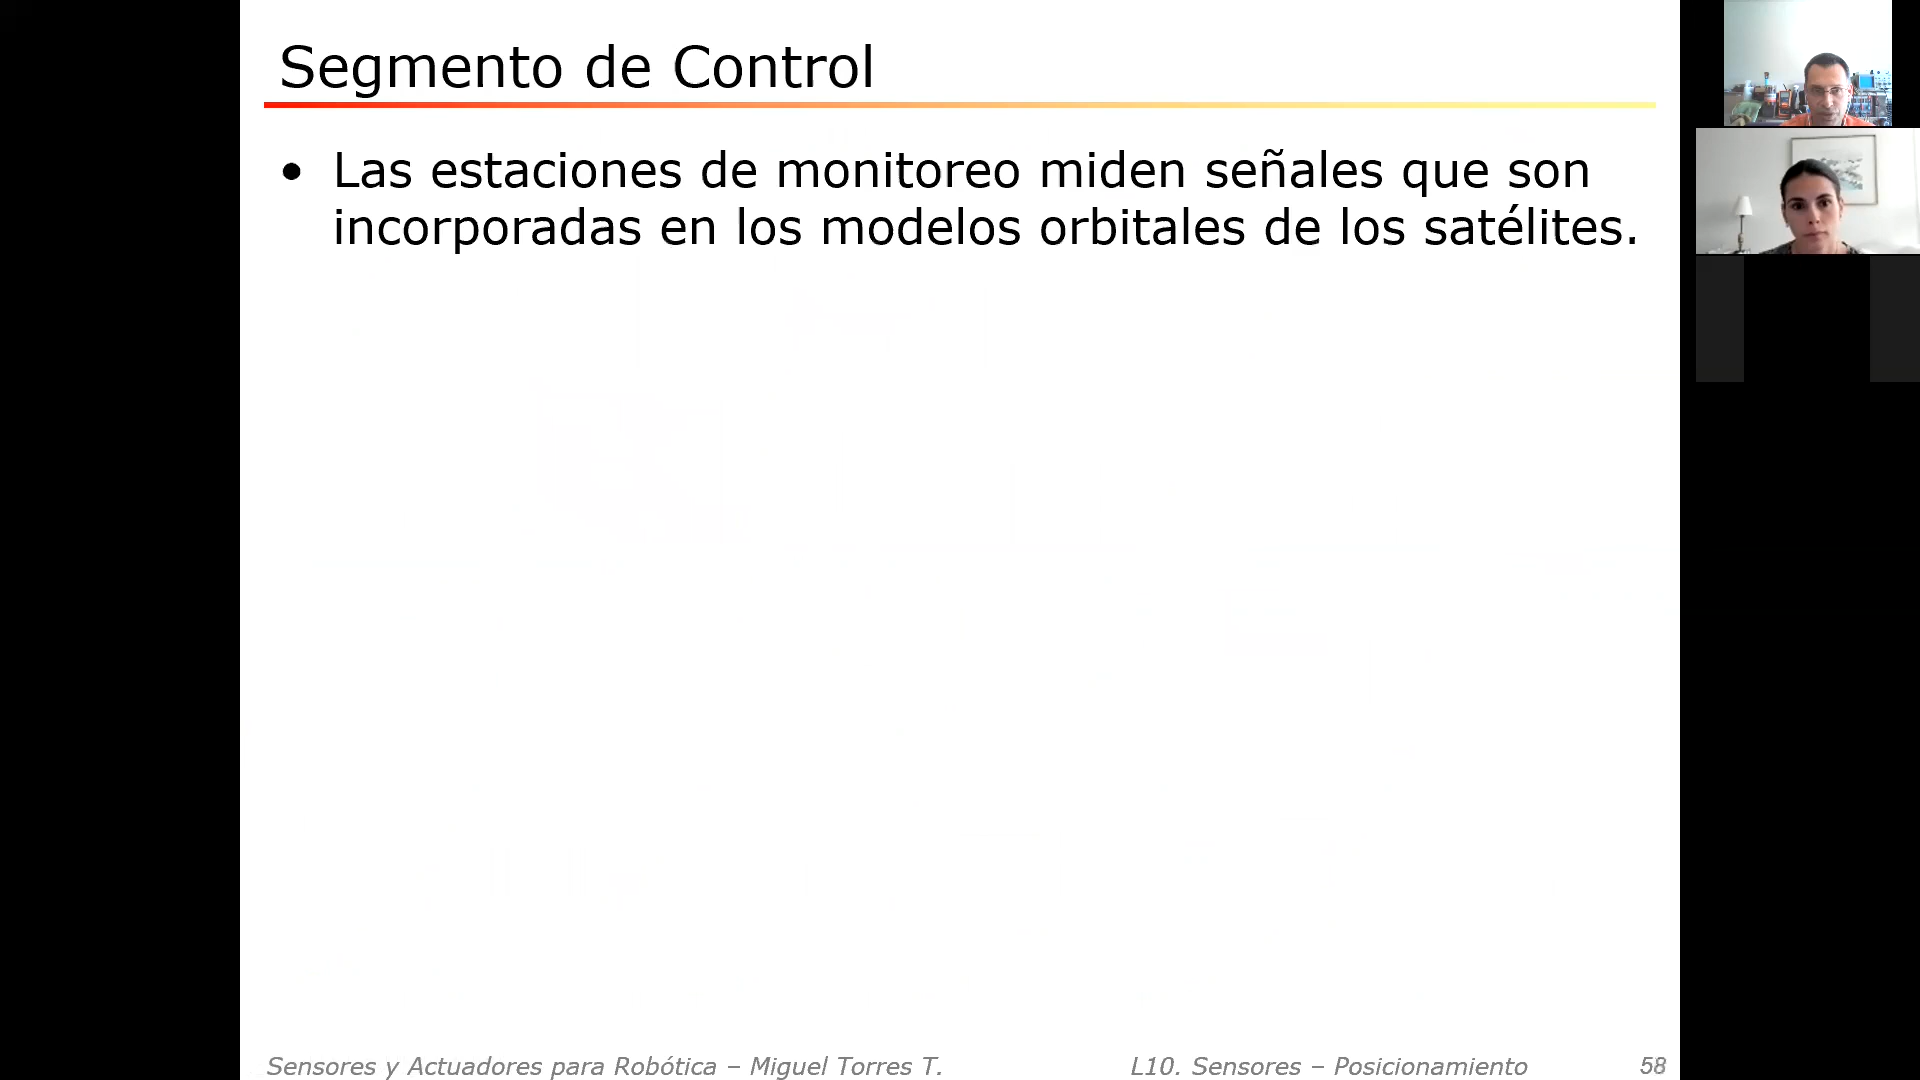 Segmento de Control
• Las estaciones de monitoreo miden señales que son
incorporadas en los modelos orbitales de los satélites.
Sensores y Actuadores para Robótica – Miguel Torres T.
L10. Sensores – Posicionamiento
58